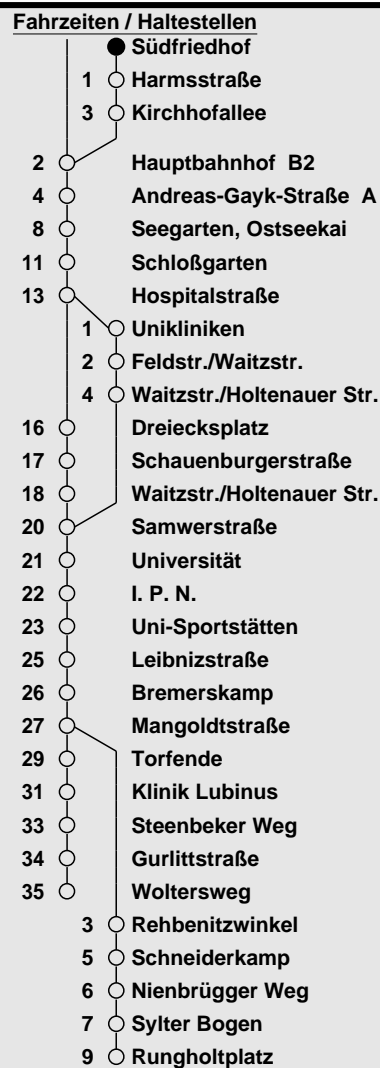 Fahrzeiten / Haltestellen
Südfriedhof
1 Harmsstraße
3 Kirchhofallee
2 Hauptbahnhof B2
4 Andreas-Gayk-Straße A
8 Seegarten, Ostseekai
11 Schloßgarten
13 Hospitalstraße
1 Unikliniken
2 Feldstr./Waitzstr.
4 Waitzstr./Holtenauer Str.
16 Dreiecksplatz
17 Schauenburgerstraße
18 Waitzstr./Holtenauer Str.
20 Samwerstraße
21 Universität
22 I. P. N.
23 Uni-Sportstätten
25 Leibnizstraße
26 Bremerskamp
27 Mangoldtstraße
29 Torfende
31 Klinik Lubinus
33 Steenbeker Weg
34 Gurlittstraße
35 Woltersweg
3 Rehbenitzwinkel
5 Schneiderkamp
6 Nienbrügger Weg
7 Sylter Bogen
9 Rungholtplatz